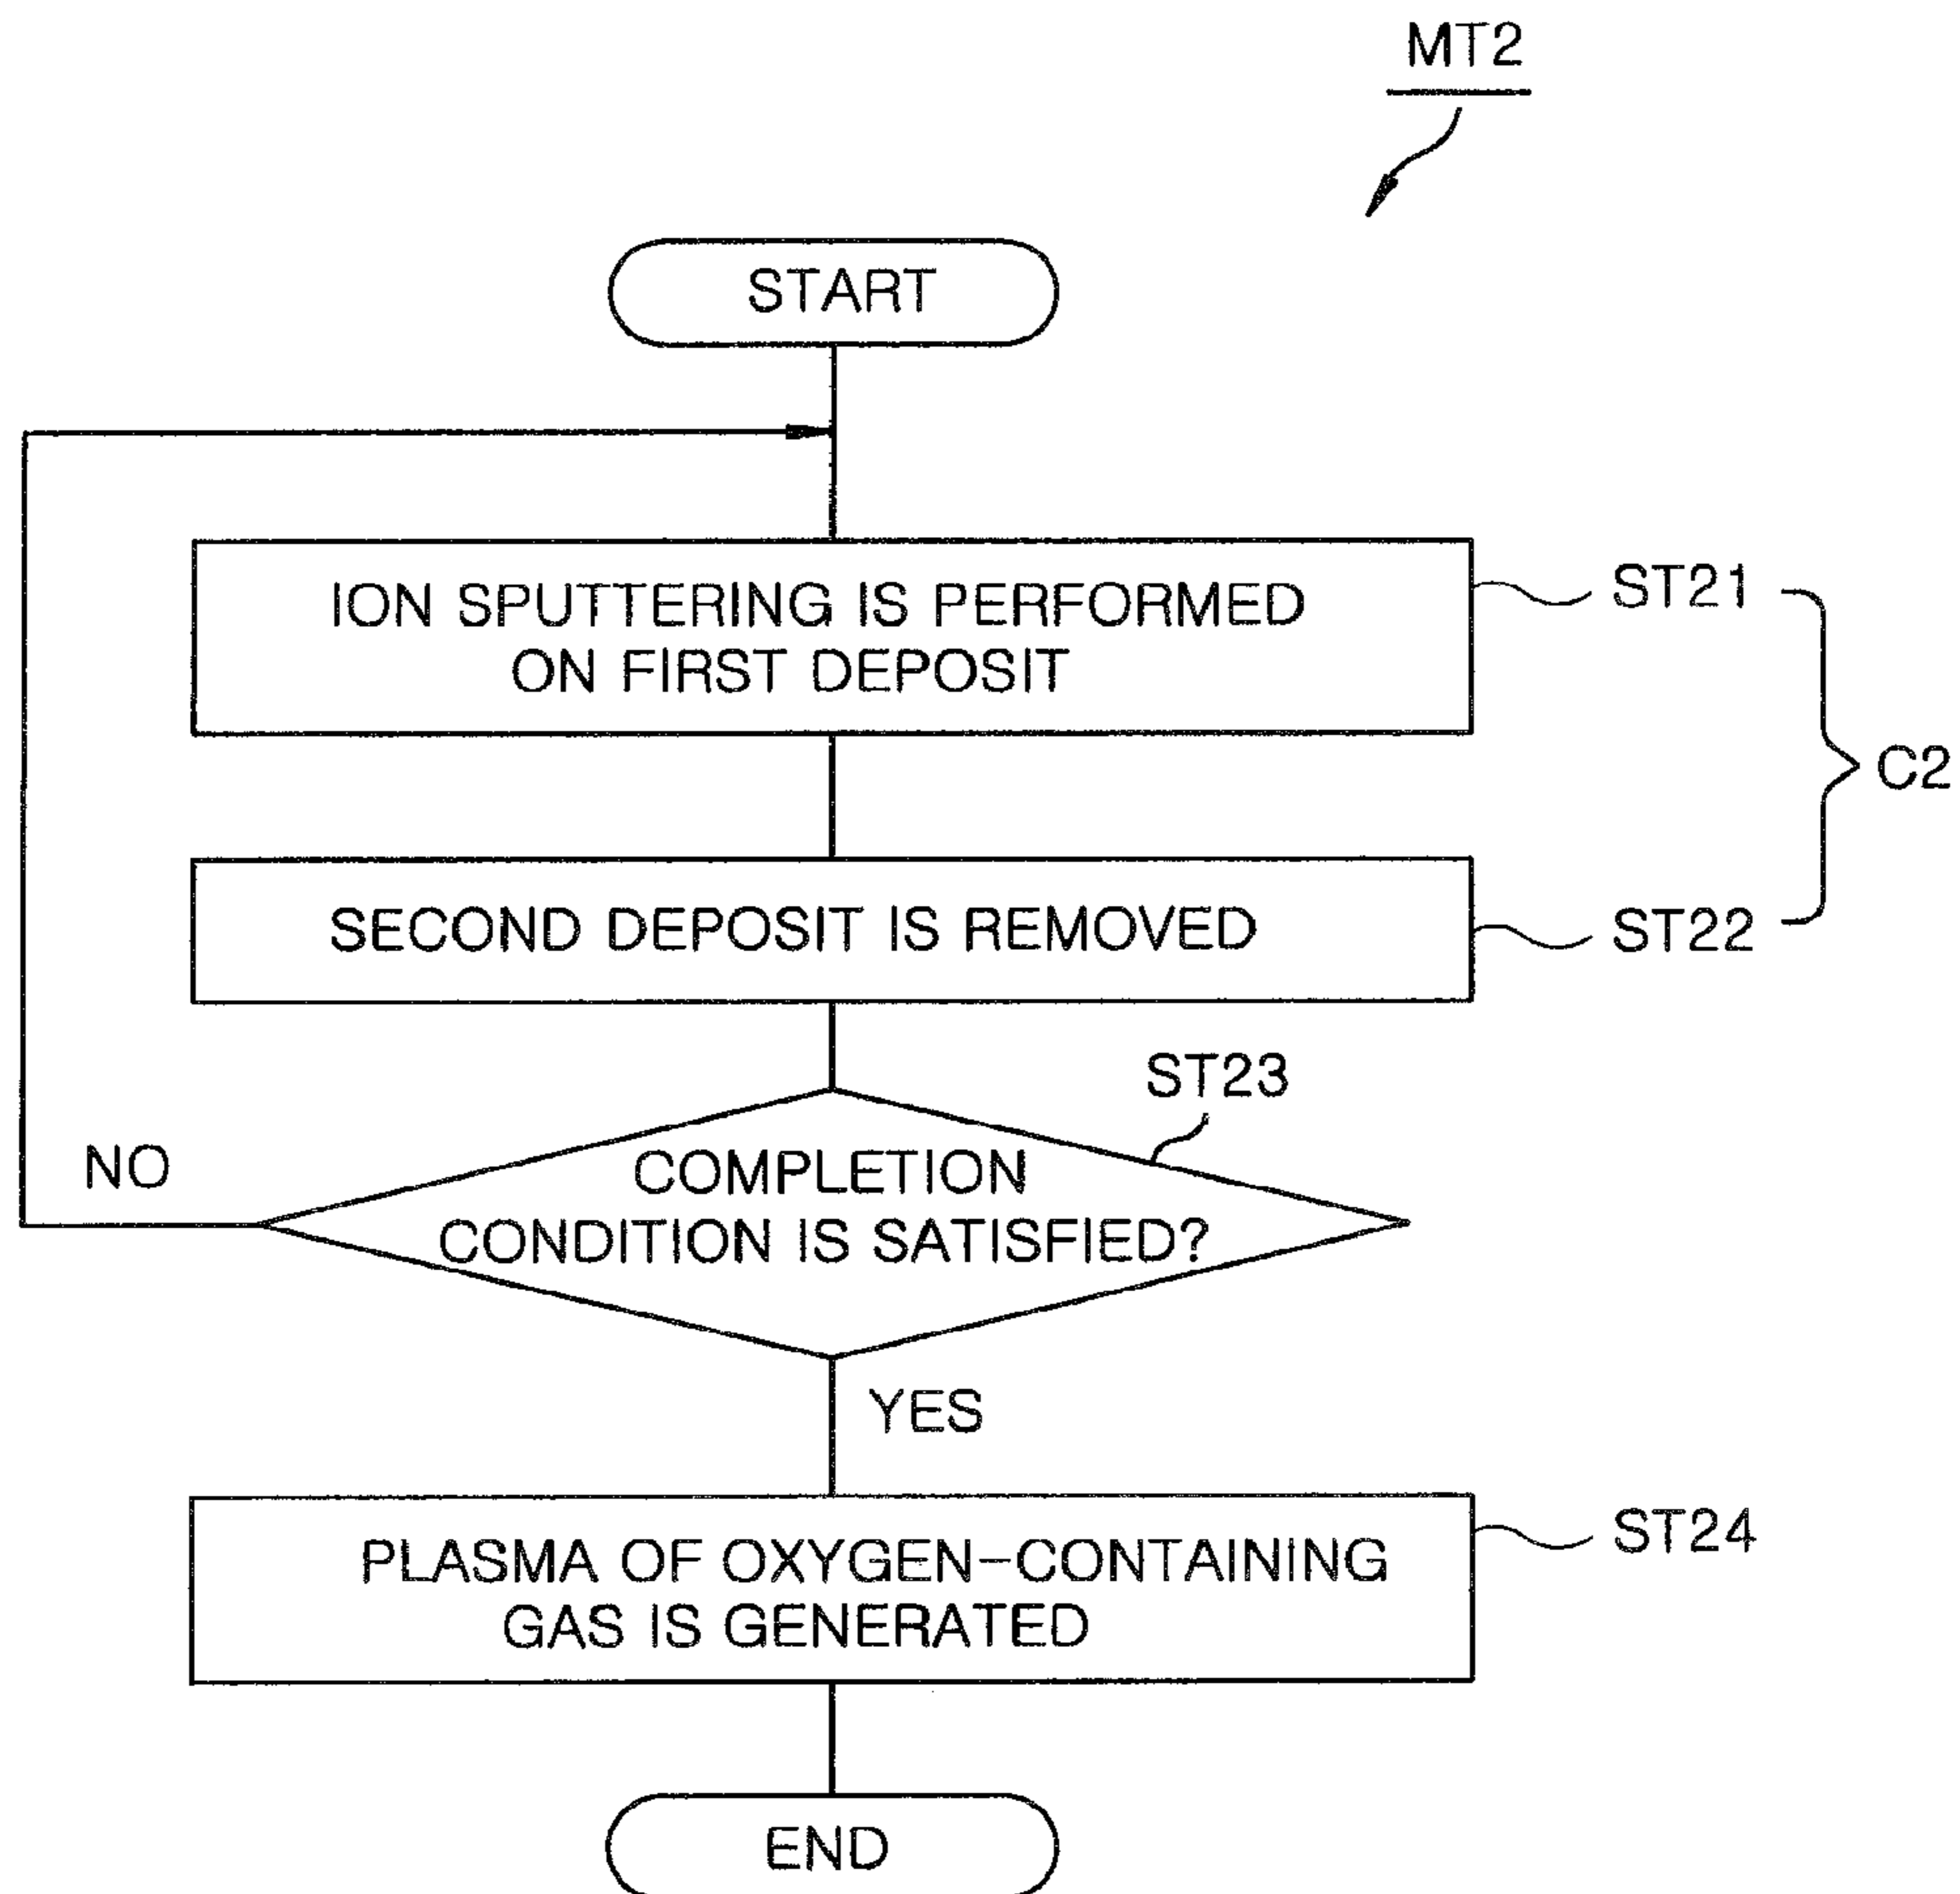 MT2
START
ION SPUTTERING IS PERFORMED
ON FIRST DEPOSIT
ST21
C2
SECOND DEPOSIT IS REMOVED
ST22
ST23
NO
COMPLETION
CONDITION IS SATISFIED?
YES
PLASMA OF OXYGEN-CONTAINING
GAS IS GENERATED
ST24
END